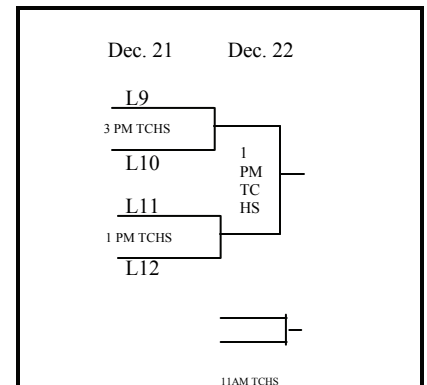 Dec. 21 Dec. 22
L9
3 PM TCHS
L10
1
PM
TC
HS
L11
1 PM TCHS
L12
11AM TCHS